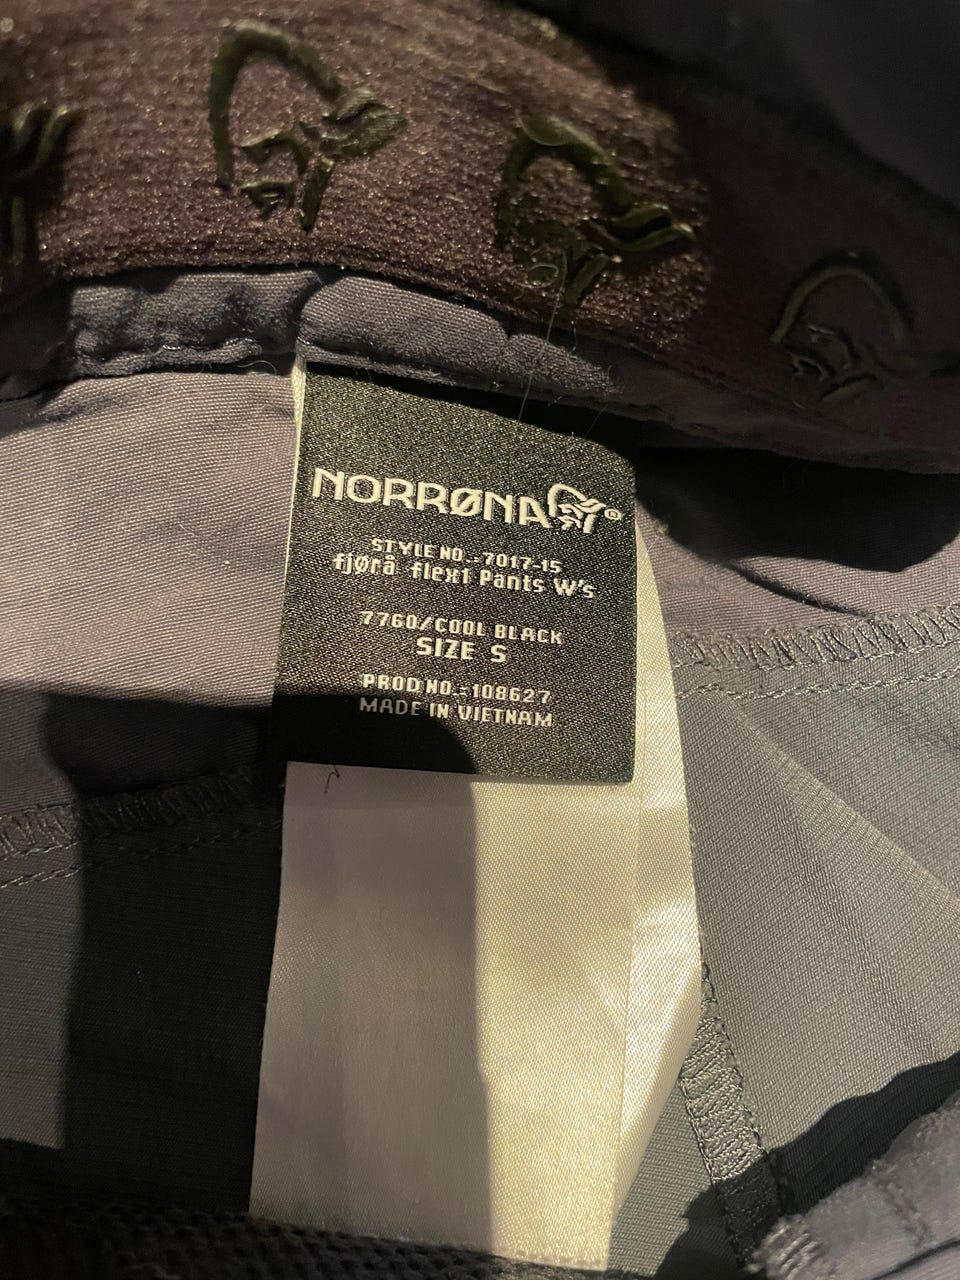 NORRØNA®
STYLE NO.:7017-15
fjørå flex1 Pants W's
7760/COOL BLACK
SIZE S
PROD NO.:108627
MADE IN VIETNAM